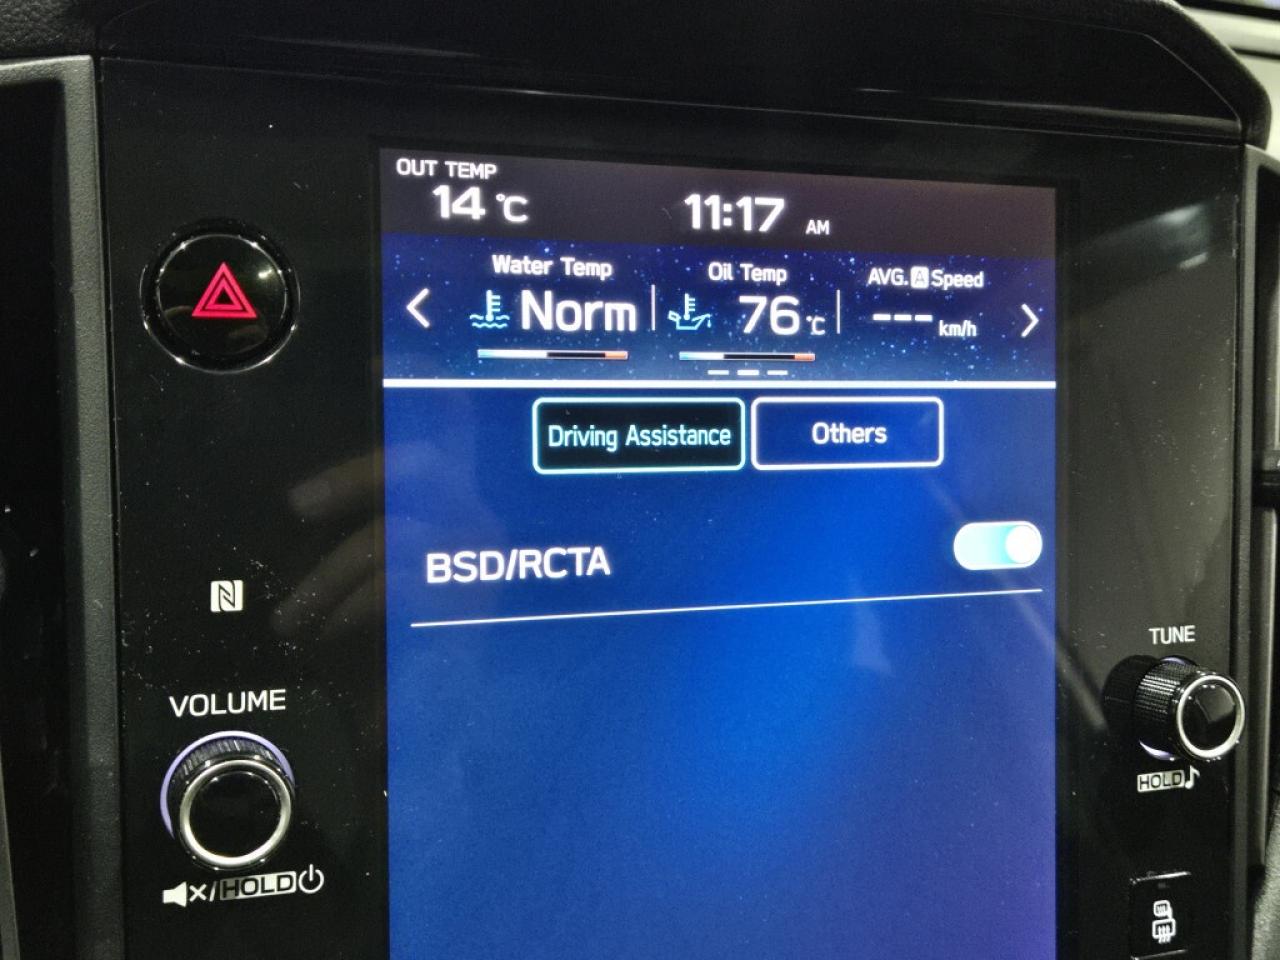 OUT TEMP
14 °C
11:17 AM
Water Temp
Norm
Oil Temp
76 °C
AVG. A Speed
--- km/h
Driving Assistance
Others
BSD/RCTA
VOLUME
HOLD
TUNE
HOLD